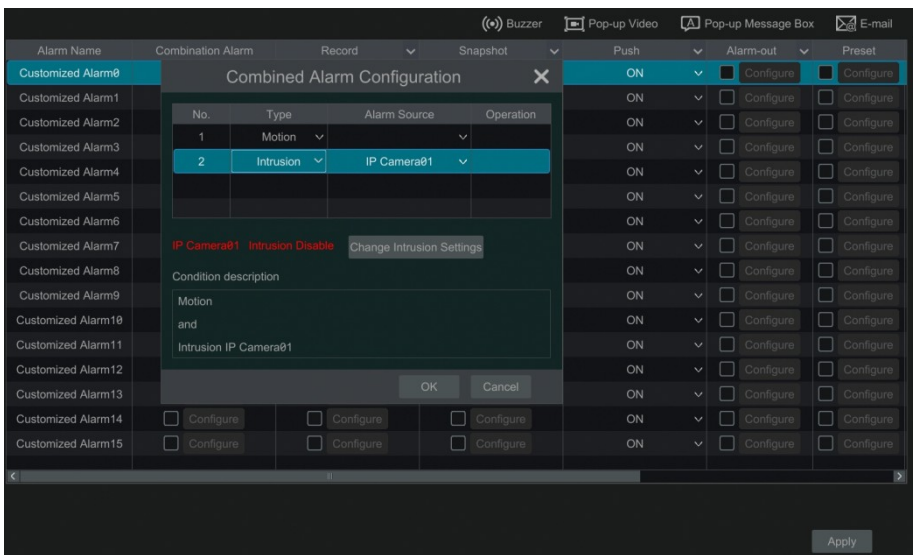 Buzzer Pop-up Video Pop-up Message Box E-mail
Alarm Name Combination Alarm Record Snapshot Push Alarm-out Preset
Customized Alarm0 ON Configure Configure
Combined Alarm Configuration
Customized Alarm1 ON Configure Configure
No. Type Alarm Source Operation
Customized Alarm2 ON Configure Configure
1 Motion
Customized Alarm3 ON Configure Configure
2 Intrusion IP Camera01
Customized Alarm4 ON Configure Configure
Customized Alarm5 ON Configure Configure
Customized Alarm6 ON Configure Configure
Customized Alarm7 ON Configure Configure
IP Camera01 Intrusion Disable Change Intrusion Settings
Customized Alarm8 ON Configure Configure
Condition description
Customized Alarm9 ON Configure Configure
Motion
Customized Alarm10 ON Configure Configure
and
Customized Alarm11 ON Configure Configure
Intrusion IP Camera01
Customized Alarm12 ON Configure Configure
OK Cancel
Customized Alarm13 ON Configure Configure
Customized Alarm14 Configure Configure Configure ON Configure Configure
Customized Alarm15 Configure Configure Configure ON Configure Configure
Apply